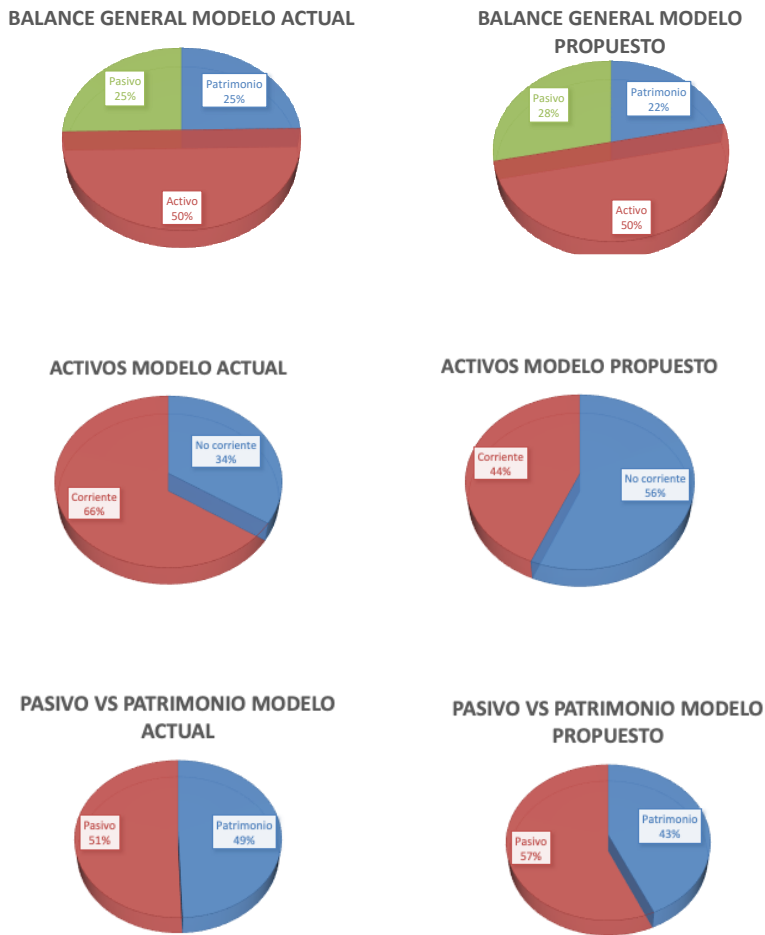 BALANCE GENERAL MODELO ACTUAL
Pasivo
25%
Patrimonio
25%
Activo
50%
BALANCE GENERAL MODELO
PROPUESTO
Pasivo
28%
Patrimonio
22%
Activo
50%
ACTIVOS MODELO ACTUAL
No corriente
34%
Corriente
66%
ACTIVOS MODELO PROPUESTO
Corriente
44%
No corriente
56%
PASIVO VS PATRIMONIO MODELO
ACTUAL
Pasivo
51%
Patrimonio
49%
PASIVO VS PATRIMONIO MODELO
PROPUESTO
Patrimonio
43%
Pasivo
57%